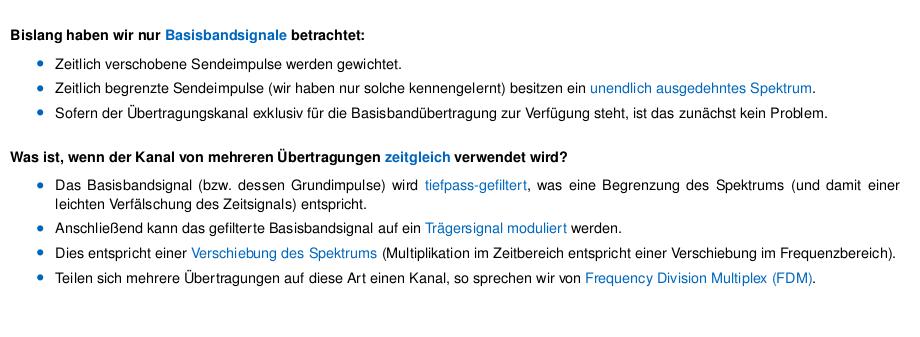 Bislang haben wir nur Basisbandsignale betrachtet:
• Zeitlich verschobene Sendeimpulse werden gewichtet.
• Zeitlich begrenzte Sendeimpulse (wir haben nur solche kennengelernt) besitzen ein unendlich ausgedehntes Spektrum.
• Sofern der Übertragungskanal exklusiv für die Basisbandübertragung zur Verfügung steht, ist das zunächst kein Problem.
Was ist, wenn der Kanal von mehreren Übertragungen zeitgleich verwendet wird?
• Das Basisbandsignal (bzw. dessen Grundimpulse) wird tiefpass-gefiltert, was eine Begrenzung des Spektrums (und damit einer
leichten Verfälschung des Zeitsignals) entspricht.
• Anschließend kann das gefilterte Basisbandsignal auf ein Trägersignal moduliert werden.
• Dies entspricht einer Verschiebung des Spektrums (Multiplikation im Zeitbereich entspricht einer Verschiebung im Frequenzbereich).
• Teilen sich mehrere Übertragungen auf diese Art einen Kanal, so sprechen wir von Frequency Division Multiplex (FDM).